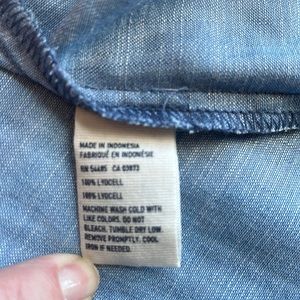 MADE IN INDONESIA
FABRIQUÉ EN INDONÉSIE
RN 54485 CA 03873
100% LYOCELL
100% LYOCELL
MACHINE WASH COLD WITH
LIKE COLORS. DO NOT
BLEACH. TUMBLE DRY LOW.
REMOVE PROMPTLY. COOL
IRON IF NEEDED.